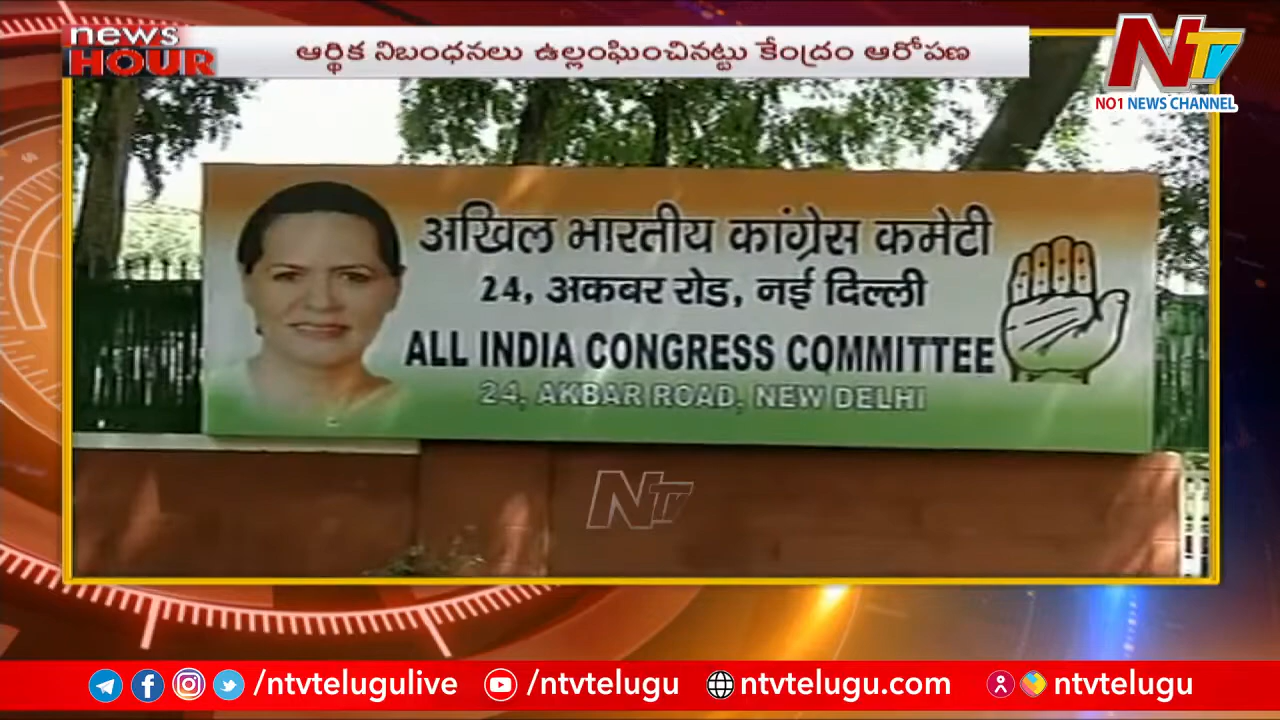 news
HOUR
ఆర్థిక నిబంధనలు ఉల్లంఘించినట్టు కేంద్రం ఆరోపణ
NTV
NO1 NEWS CHANNEL
अखिल भारतीय कांग्रेस कमेटी
24, अकबर रोड, नई दिल्ली
ALL INDIA CONGRESS COMMITTEE
24, AKBAR ROAD, NEW DELHI
NTV
/ntvtelugulive /ntvtelugu ntvtelugu.com ntvtelugu